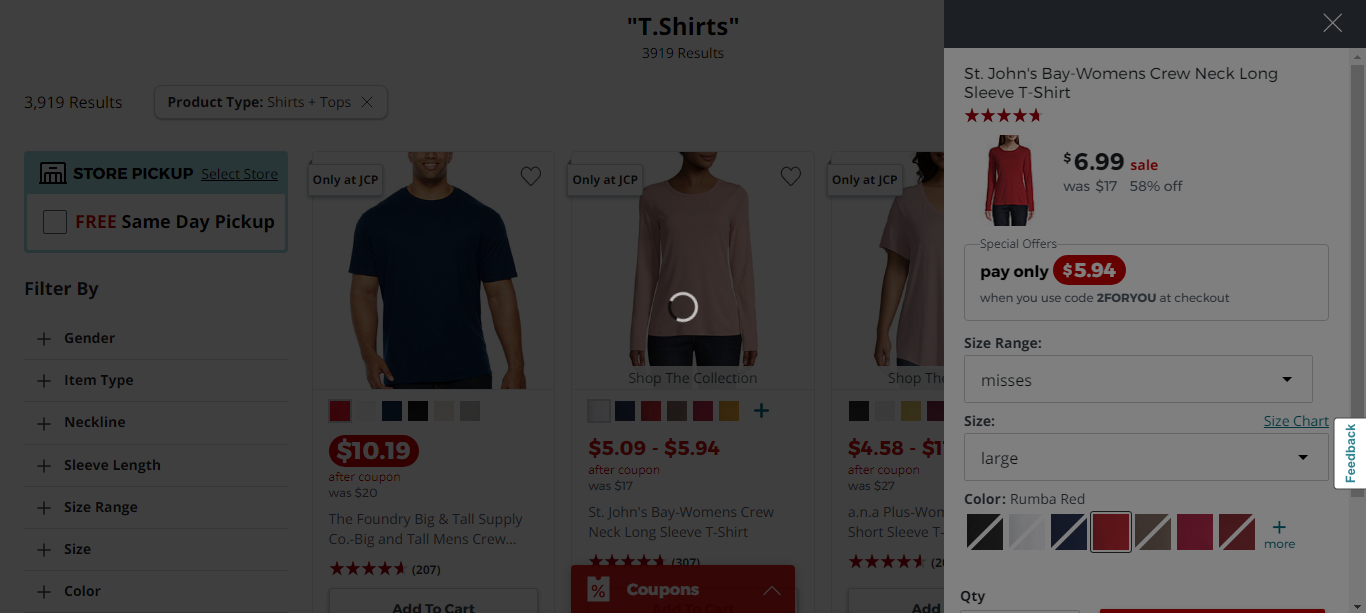 "T.Shirts"
3919 Results
3,919 Results
Product Type: Shirts + Tops
STORE PICKUP Select Store
FREE Same Day Pickup
Filter By
Gender
Item Type
Neckline
Sleeve Length
Size Range
Size
Color
Only at JCP
$10.19
after coupon
was $20
The Foundry Big & Tall Supply
Co.-Big and Tall Mens Crew...
(207)
Add To Cart
Only at JCP
Shop The Collection
$5.09 - $5.94
after coupon
was $17
St. John's Bay-Womens Crew
Neck Long Sleeve T-Shirt
(307)
Coupons
Add To Cart
Only at JCP
Shop The
$4.58 -
after coupon
was $27
a.n.a Plus-Wom
Short Sleeve T-
Add
St. John's Bay-Womens Crew Neck Long
Sleeve T-Shirt
$6.99 sale
was $17 58% off
Special Offers
pay only $5.94
when you use code 2FORYOU at checkout
Size Range:
misses
Size: Size Chart
large
Color: Rumba Red
more
Qty
Feedback